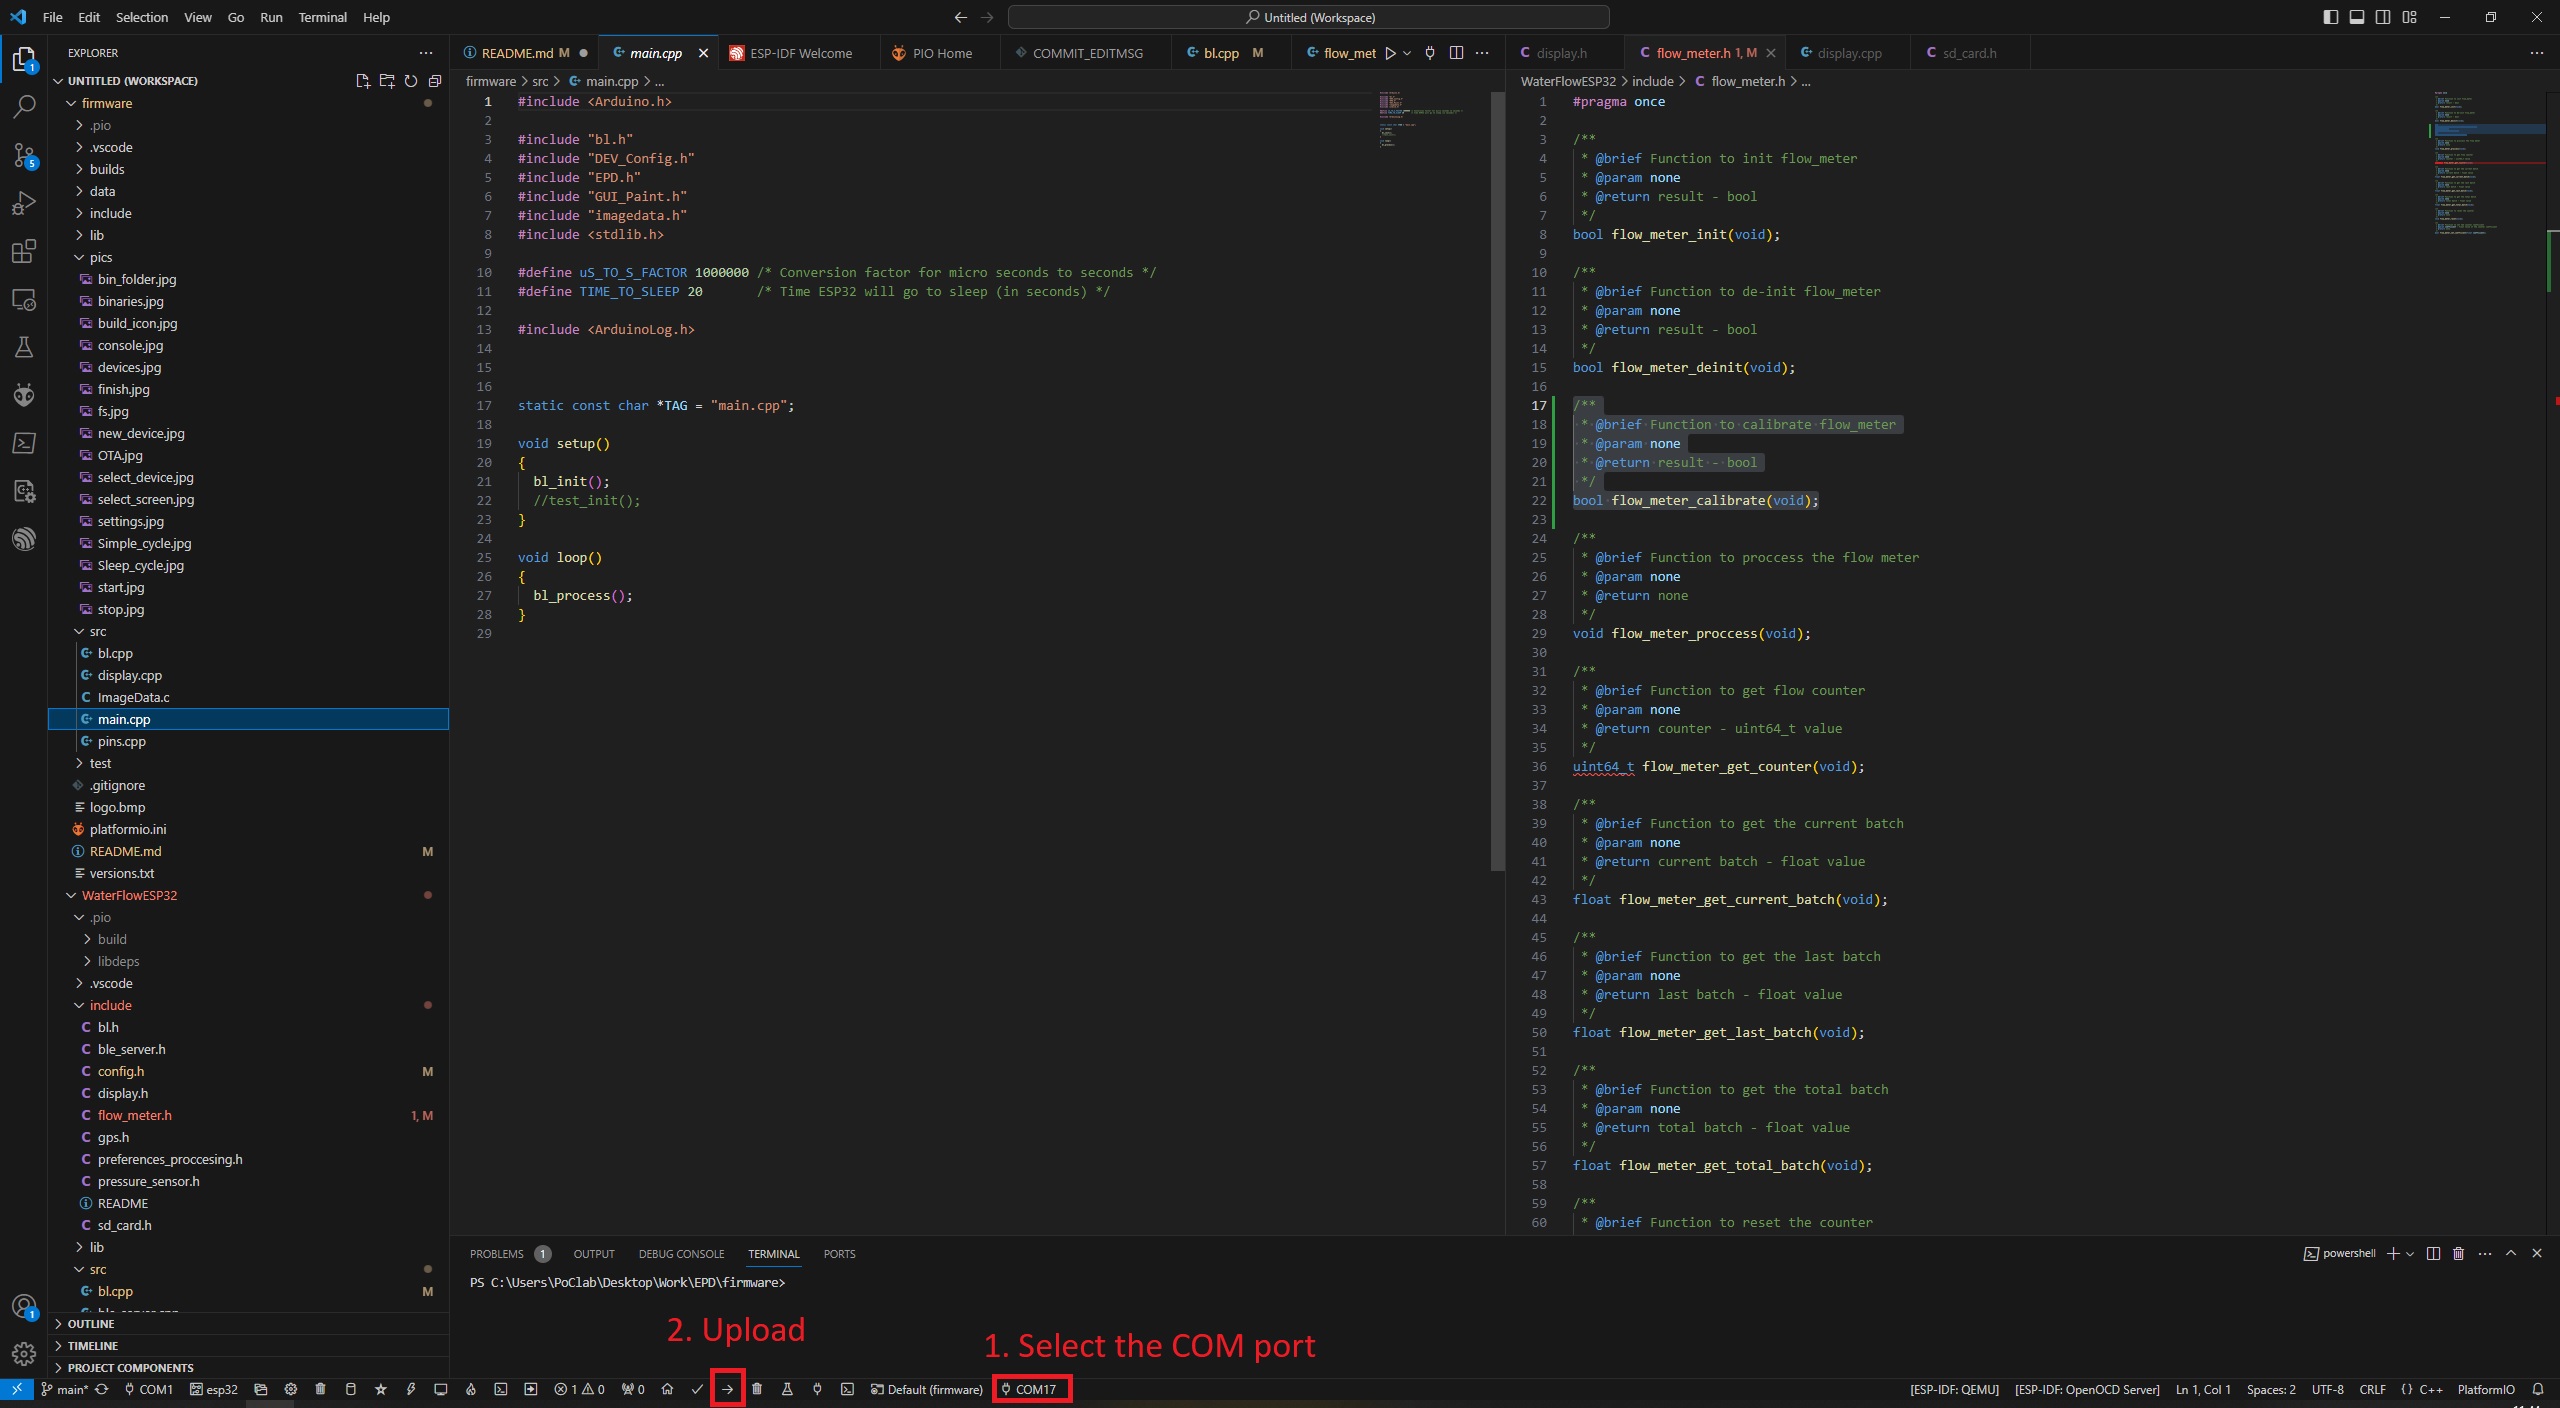 File Edit Selection View Go Run Terminal Help
Untitled (Workspace)
EXPLORER
UNTITLED (WORKSPACE)
firmware
.pio
.vscode
builds
data
include
lib
pics
bin_folder.jpg
binaries.jpg
build_icon.jpg
console.jpg
devices.jpg
finish.jpg
fs.jpg
new_device.jpg
OTA.jpg
select_device.jpg
select_screen.jpg
settings.jpg
Simple_cycle.jpg
Sleep_cycle.jpg
start.jpg
stop.jpg
src
bl.cpp
display.cpp
ImageData.c
main.cpp
pins.cpp
test
.gitignore
logo.bmp
platformio.ini
README.md M
versions.txt
WaterFlowESP32
.pio
build
libdeps
.vscode
include
bl.h
ble_server.h
config.h M
display.h
flow_meter.h 1, M
gps.h
preferences_proccesing.h
pressure_sensor.h
README
sd_card.h
lib
src
bl.cpp M
OUTLINE
TIMELINE
PROJECT COMPONENTS
1
5
1
README.md M main.cpp ESP-IDF Welcome PIO Home COMMIT_EDITMSG bl.cpp M flow_met
firmware > src > main.cpp > ...
1 #include <Arduino.h>
2
3 #include "bl.h"
4 #include "DEV_Config.h"
5 #include "EPD.h"
6 #include "GUI_Paint.h"
7 #include "imagedata.h"
8 #include <stdlib.h>
9
10 #define uS_TO_S_FACTOR 1000000 /* Conversion factor for micro seconds to seconds */
11 #define TIME_TO_SLEEP 20 /* Time ESP32 will go to sleep (in seconds) */
12
13 #include <ArduinoLog.h>
14
15
16
17 static const char *TAG = "main.cpp";
18
19 void setup()
20 {
21 bl_init();
22 //test_init();
23 }
24
25 void loop()
26 {
27 bl_process();
28 }
29
display.h flow_meter.h 1, M display.cpp sd_card.h
WaterFlowESP32 > include > flow_meter.h > ...
1 #pragma once
2
3 /**
4 * @brief Function to init flow_meter
5 * @param none
6 * @return result - bool
7 */
8 bool flow_meter_init(void);
9
10 /**
11 * @brief Function to de-init flow_meter
12 * @param none
13 * @return result - bool
14 */
15 bool flow_meter_deinit(void);
16
17 /**
18 * @brief Function to calibrate flow_meter
19 * @param none
20 * @return result - bool
21 */
22 bool flow_meter_calibrate(void);
23
24 /**
25 * @brief Function to proccess the flow meter
26 * @param none
27 * @return none
28 */
29 void flow_meter_proccess(void);
30
31 /**
32 * @brief Function to get flow counter
33 * @param none
34 * @return counter - uint64_t value
35 */
36 uint64_t flow_meter_get_counter(void);
37
38 /**
39 * @brief Function to get the current batch
40 * @param none
41 * @return current batch - float value
42 */
43 float flow_meter_get_current_batch(void);
44
45 /**
46 * @brief Function to get the last batch
47 * @param none
48 * @return last batch - float value
49 */
50 float flow_meter_get_last_batch(void);
51
52 /**
53 * @brief Function to get the total batch
54 * @param none
55 * @return total batch - float value
56 */
57 float flow_meter_get_total_batch(void);
58
59 /**
60 * @brief Function to reset the counter
PROBLEMS 1 OUTPUT DEBUG CONSOLE TERMINAL PORTS
powershell
PS C:\Users\PoClab\Desktop\Work\EPD\firmware>
2. Upload
1. Select the COM port
main* COM1 esp32 1 0 0 Default (firmware) COM17
[ESP-IDF: QEMU] [ESP-IDF: OpenOCD Server] Ln 1, Col 1 Spaces: 2 UTF-8 CRLF {} C++ PlatformIO